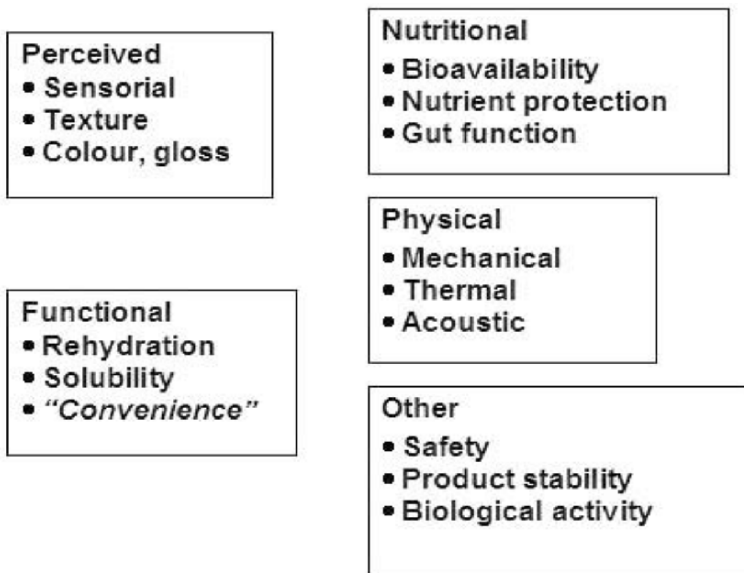 Perceived
• Sensorial
• Texture
• Colour, gloss
Functional
• Rehydration
• Solubility
• “Convenience”
Nutritional
• Bioavailability
• Nutrient protection
• Gut function
Physical
• Mechanical
• Thermal
• Acoustic
Other
• Safety
• Product stability
• Biological activity